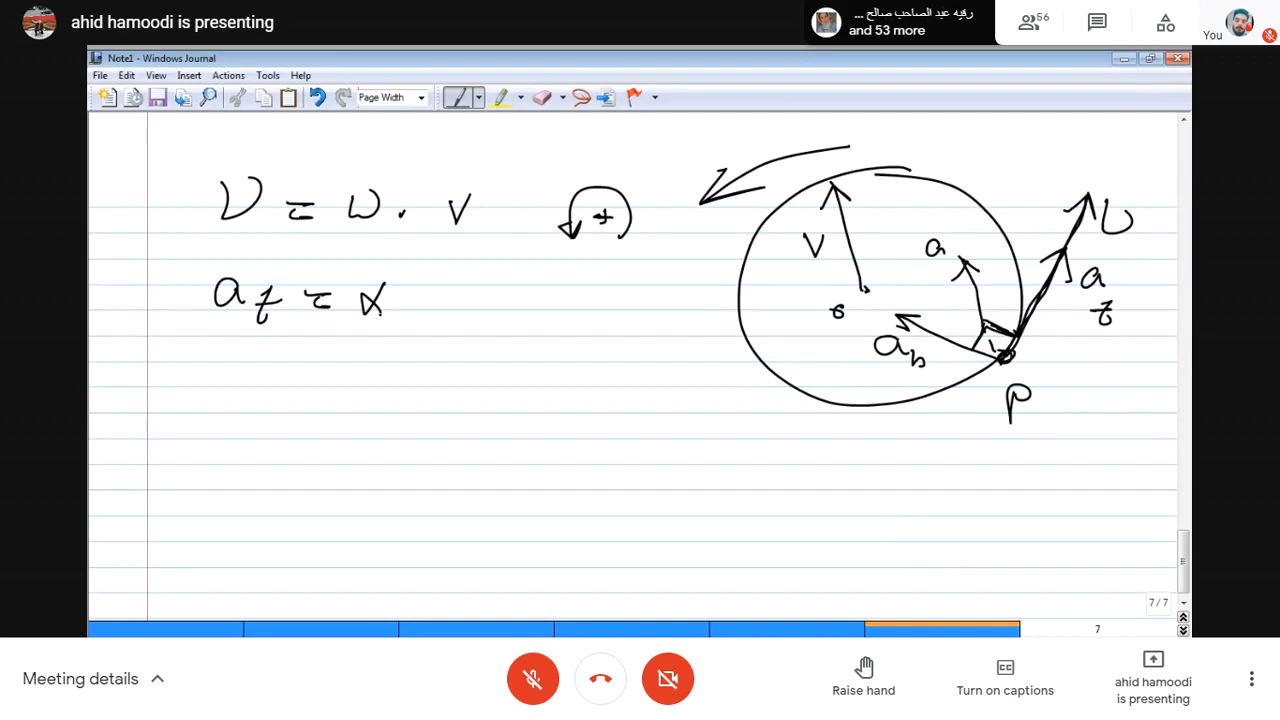 ahid hamoodi is presenting
رقيه عبد الصاحب صالح ...
and 53 more
56
You
Note1 - Windows Journal
File Edit View Insert Actions Tools Help
Page Width
V = ω . r
+
a t = α
r
o
a
a n
υ
a t
P
7 / 7
7
Meeting details
Raise hand
Turn on captions
ahid hamoodi
is presenting